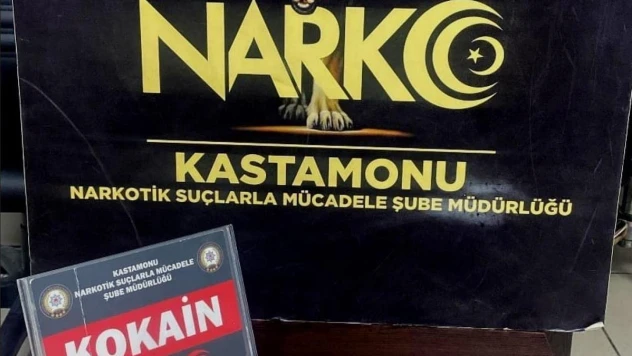 NARKO
KASTAMONU
NARKOTİK SUÇLARLA MÜCADELE ŞUBE MÜDÜRLÜĞÜ
KASTAMONU
NARKOTİK SUÇLARLA MÜCADELE
ŞUBE MÜDÜRLÜĞÜ
KOKAİN